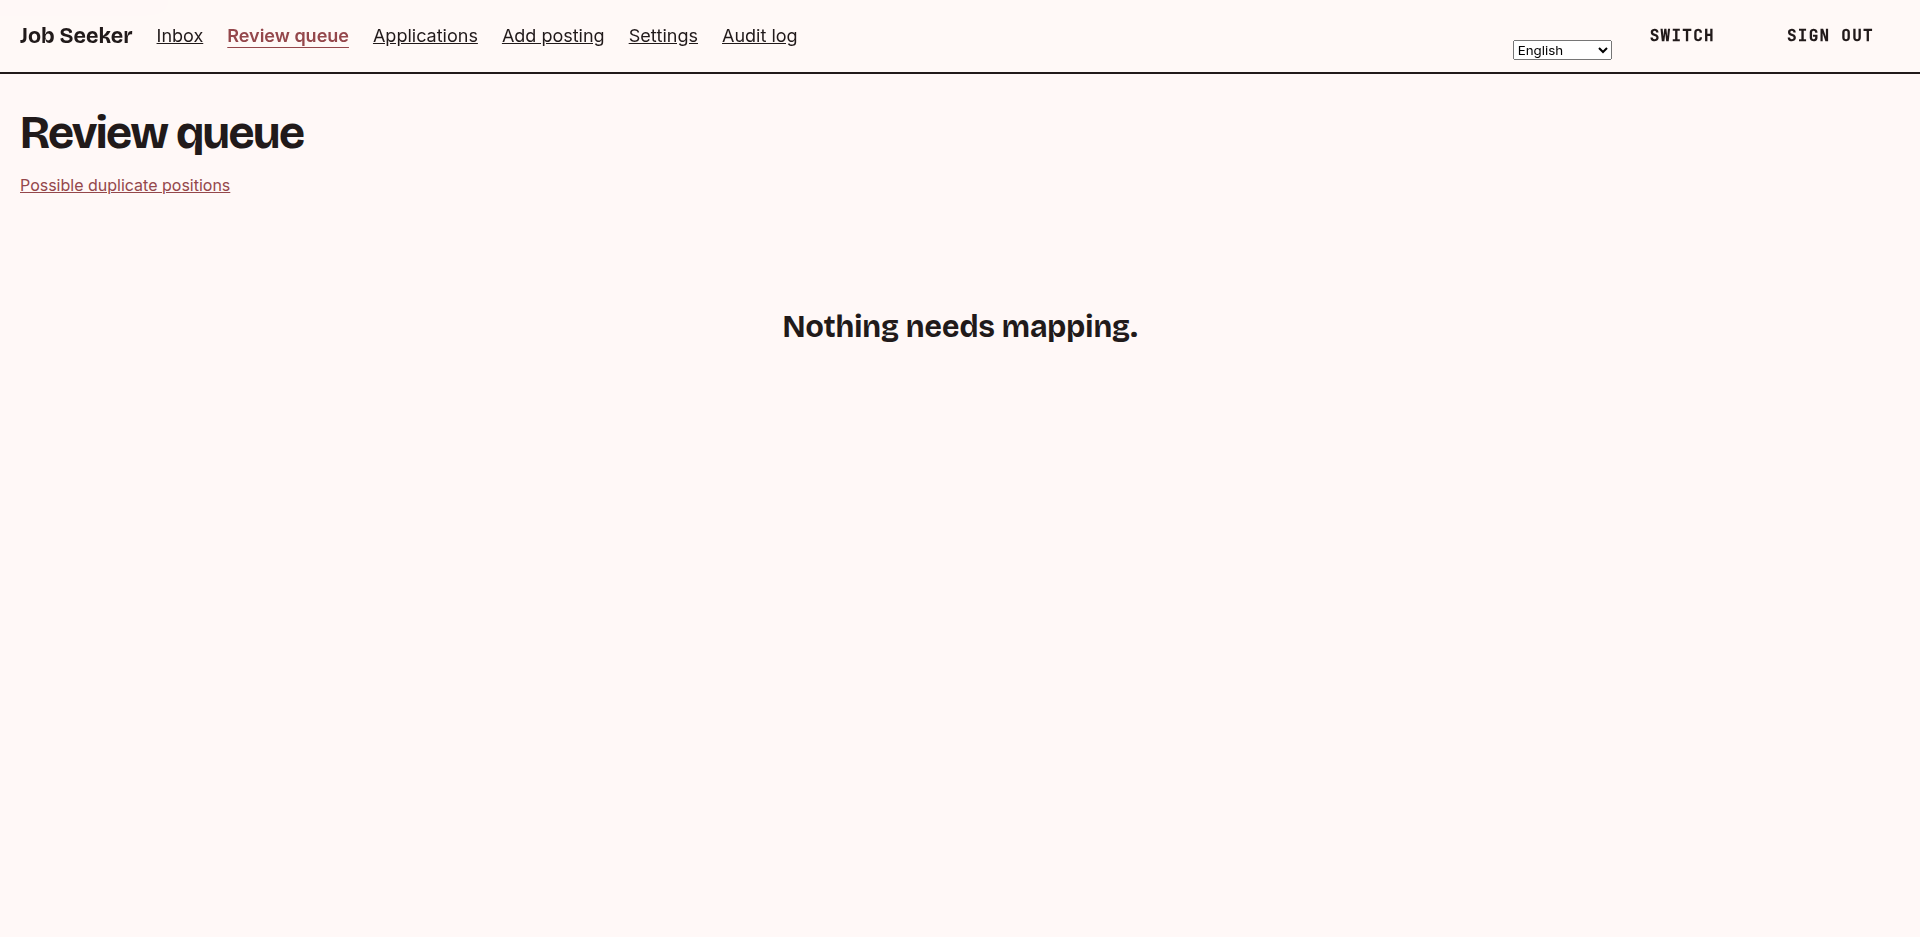 Job Seeker Inbox Review queue Applications Add posting Settings Audit log English SWITCH SIGN OUT
Review queue
Possible duplicate positions
Nothing needs mapping.